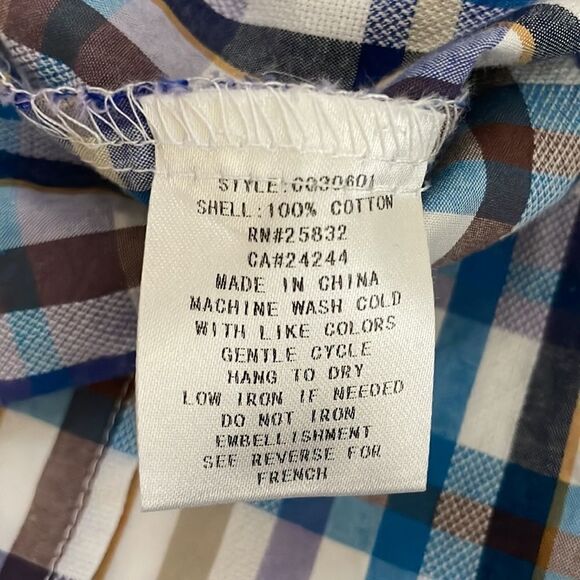 STYLE:CQ30601
SHELL:100% COTTON
RN#25832
CA#24244
MADE IN CHINA
MACHINE WASH COLD
WITH LIKE COLORS
GENTLE CYCLE
HANG TO DRY
LOW IRON IF NEEDED
DO NOT IRON
EMBELLISHMENT
SEE REVERSE FOR
FRENCH